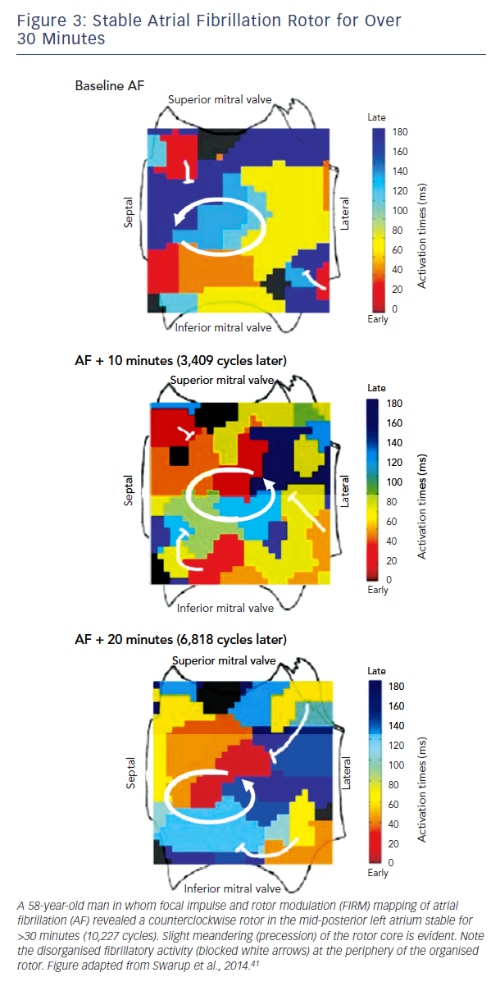 Figure 3: Stable Atrial Fibrillation Rotor for Over
30 Minutes
Baseline AF
Superior mitral valve
Septal
Lateral
Inferior mitral valve
Late
180
160
140
120
100
80
60
40
20
0
Early
Activation times (ms)
AF + 10 minutes (3,409 cycles later)
Superior mitral valve
Septal
Lateral
Inferior mitral valve
Late
180
160
140
120
100
80
60
40
20
0
Early
Activation times (ms)
AF + 20 minutes (6,818 cycles later)
Superior mitral valve
Septal
Lateral
Inferior mitral valve
Late
180
160
140
120
100
80
60
40
20
0
Early
Activation times (ms)
A 58-year-old man in whom focal impulse and rotor modulation (FIRM) mapping of atrial
fibrillation (AF) revealed a counterclockwise rotor in the mid-posterior left atrium stable for
>30 minutes (10,227 cycles). Slight meandering (precession) of the rotor core is evident. Note
the disorganised fibrillatory activity (blocked white arrows) at the periphery of the organised
rotor. Figure adapted from Swarup et al., 2014.41